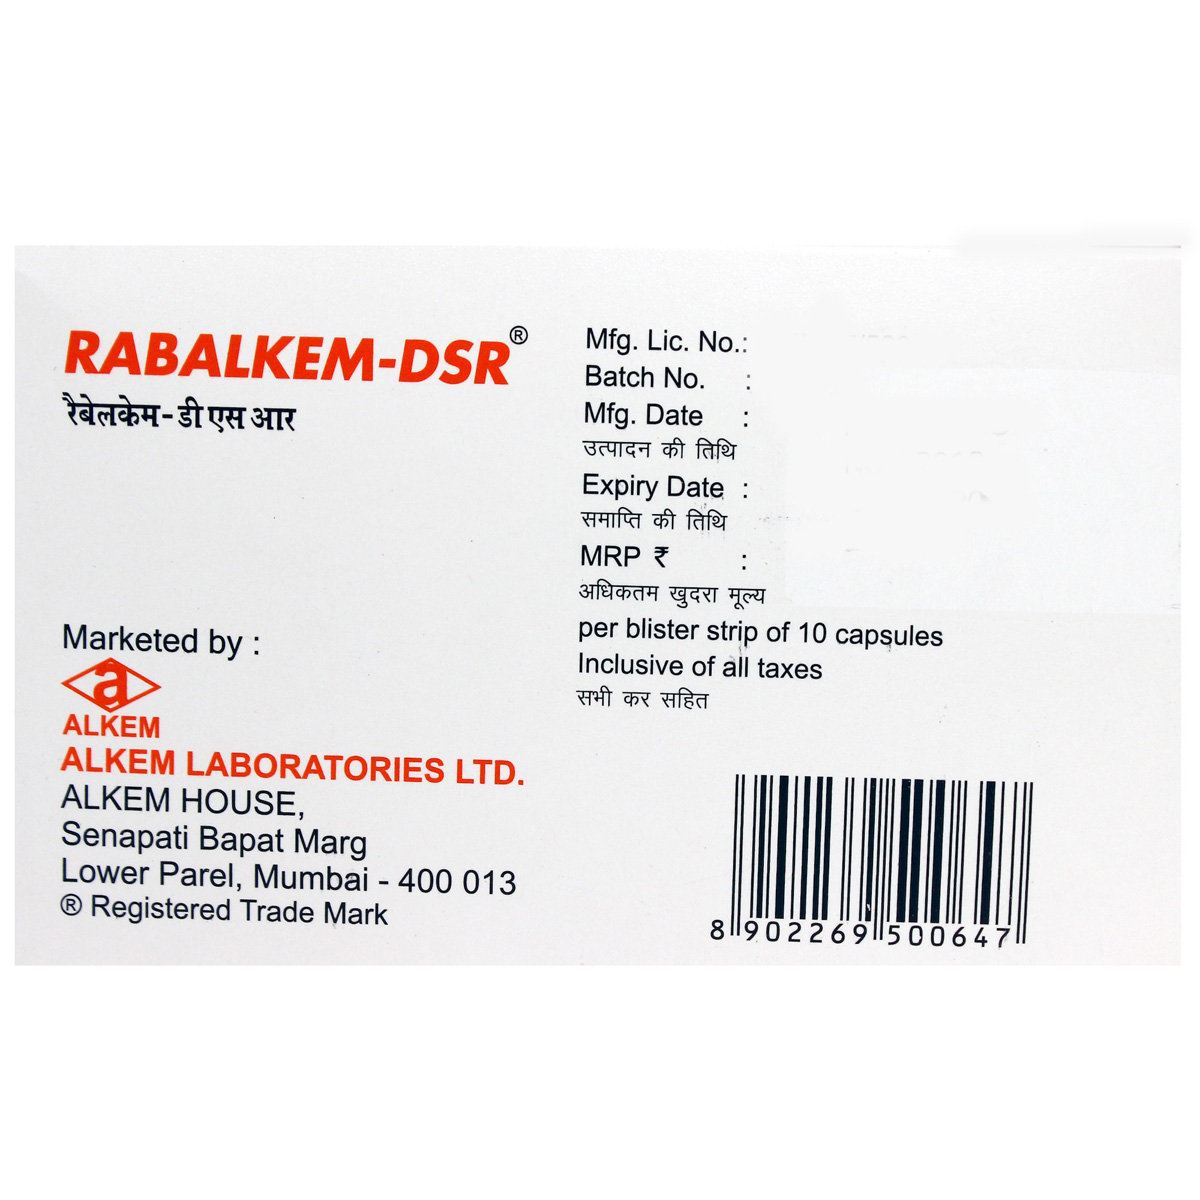 RABALKEM-DSR®
रैबेलकेम-डी एस आर
Marketed by :
a
ALKEM
ALKEM LABORATORIES LTD.
ALKEM HOUSE,
Senapati Bapat Marg
Lower Parel, Mumbai - 400 013
® Registered Trade Mark
Mfg. Lic. No.:
Batch No. :
Mfg. Date :
उत्पादन की तिथि
Expiry Date :
समाप्ति की तिथि
MRP ₹ :
अधिकतम खुदरा मूल्य
per blister strip of 10 capsules
Inclusive of all taxes
सभी कर सहित
8 902269 500647